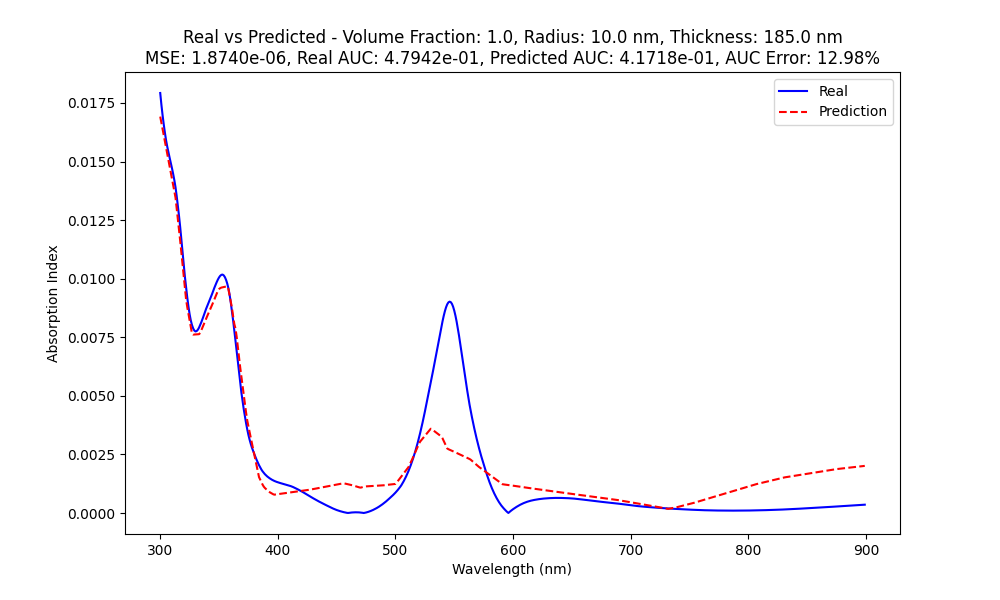 Real vs Predicted - Volume Fraction: 1.0, Radius: 10.0 nm, Thickness: 185.0 nm
MSE: 1.8740e-06, Real AUC: 4.7942e-01, Predicted AUC: 4.1718e-01, AUC Error: 12.98%
Real
Prediction
Absorption Index
0.0175
0.0150
0.0125
0.0100
0.0075
0.0050
0.0025
0.0000
300 400 500 600 700 800 900
Wavelength (nm)